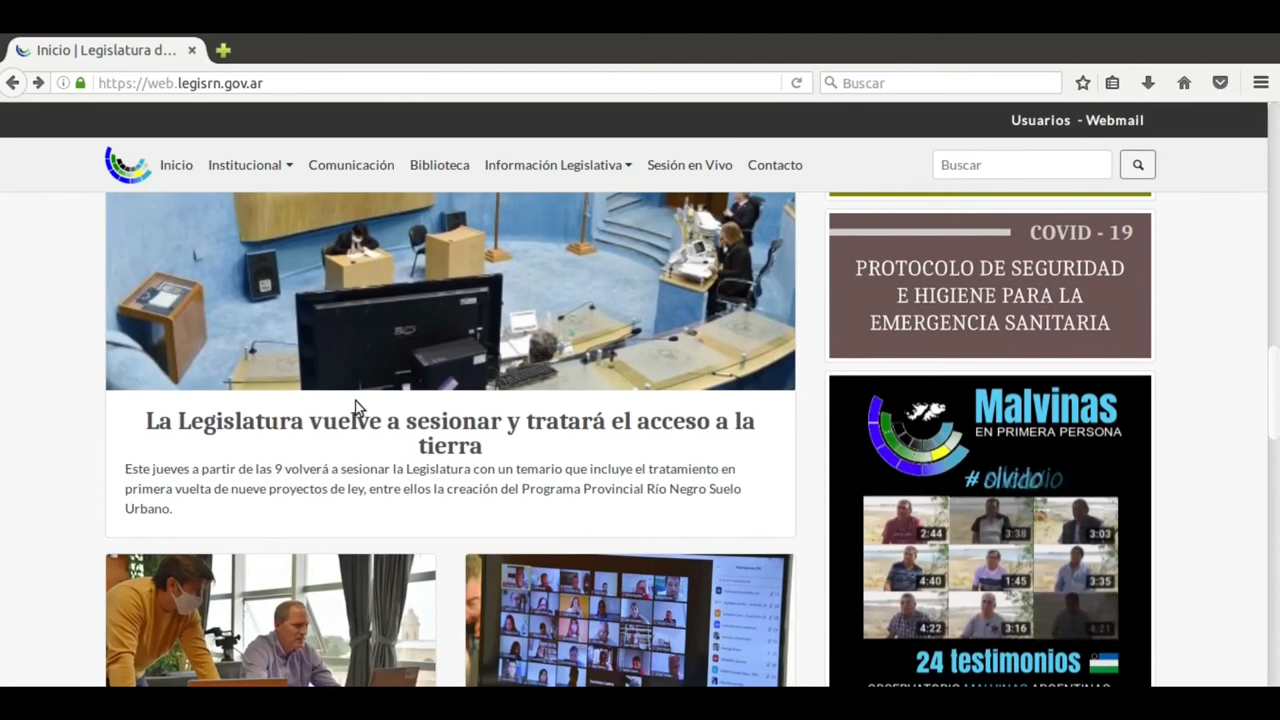 Inicio | Legislatura d...
https://web.legisrn.gov.ar
Buscar
Usuarios - Webmail
Inicio Institucional Comunicación Biblioteca Información Legislativa Sesión en Vivo Contacto
Buscar
La Legislatura vuelve a sesionar y tratará el acceso a la
tierra
Este jueves a partir de las 9 volverá a sesionar la Legislatura con un temario que incluye el tratamiento en
primera vuelta de nueve proyectos de ley, entre ellos la creación del Programa Provincial Río Negro Suelo
Urbano.
COVID - 19
PROTOCOLO DE SEGURIDAD
E HIGIENE PARA LA
EMERGENCIA SANITARIA
Malvinas
EN PRIMERA PERSONA
2:44 3:38 3:03
4:40 1:45 3:35
4:22 3:16 4:21
24 testimonios
OBSERVATORIO MALVINAS ARGENTINAS